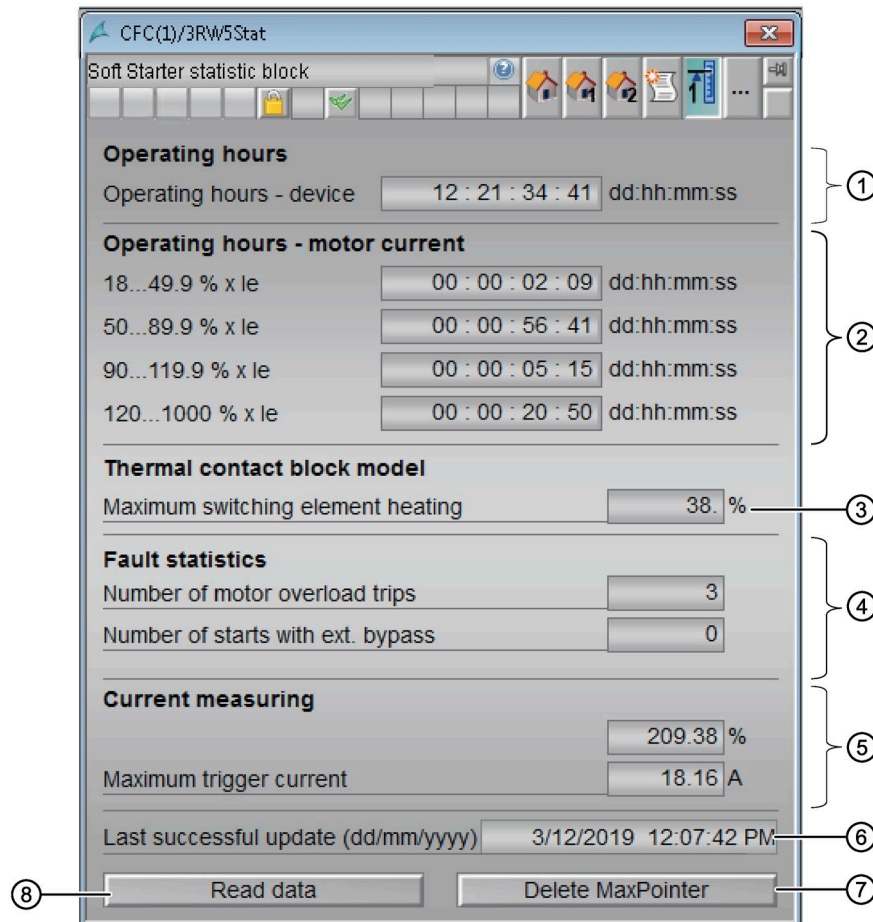 CFC(1)/3RW5Stat
Soft Starter statistic block
1 2 1 ...
Operating hours
Operating hours - device 12 : 21 : 34 : 41 dd:hh:mm:ss
①
Operating hours - motor current
18...49.9 % x Ie 00 : 00 : 02 : 09 dd:hh:mm:ss
50...89.9 % x Ie 00 : 00 : 56 : 41 dd:hh:mm:ss
②
90...119.9 % x Ie 00 : 00 : 05 : 15 dd:hh:mm:ss
120...1000 % x Ie 00 : 00 : 20 : 50 dd:hh:mm:ss
Thermal contact block model
Maximum switching element heating 38. % ③
Fault statistics
Number of motor overload trips 3
④
Number of starts with ext. bypass 0
Current measuring
209.38 %
⑤
Maximum trigger current 18.16 A
Last successful update (dd/mm/yyyy) 3/12/2019 12:07:42 PM ⑥
⑧ Read data Delete MaxPointer ⑦